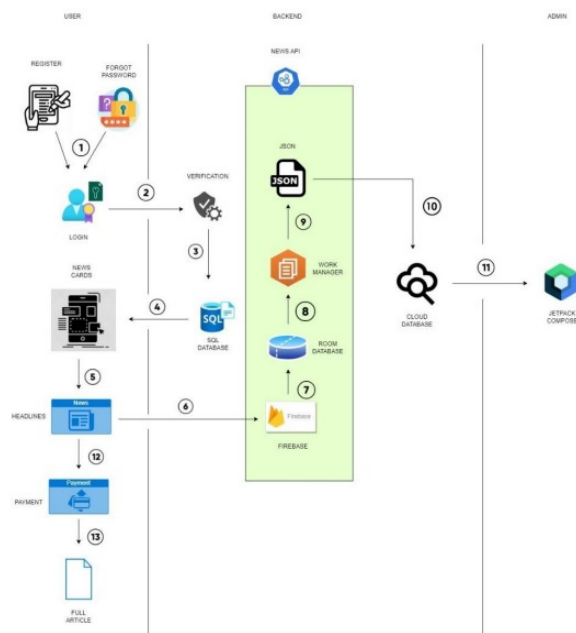 USER
BACKEND
ADMIN
REGISTER
FORGOT
PASSWORD
NEWS API
1
LOGIN
2
VERIFICATION
JSON
JSON
3
9
10
NEWS
CARDS
WORK
MANAGER
11
CLOUD
DATABASE
JETPACK
COMPOSE
4
SQL
SQL
DATABASE
8
ROOM
DATABASE
5
7
HEADLINES
News
6
Firebase
FIREBASE
12
PAYMENT
Payment
13
FULL
ARTICLE